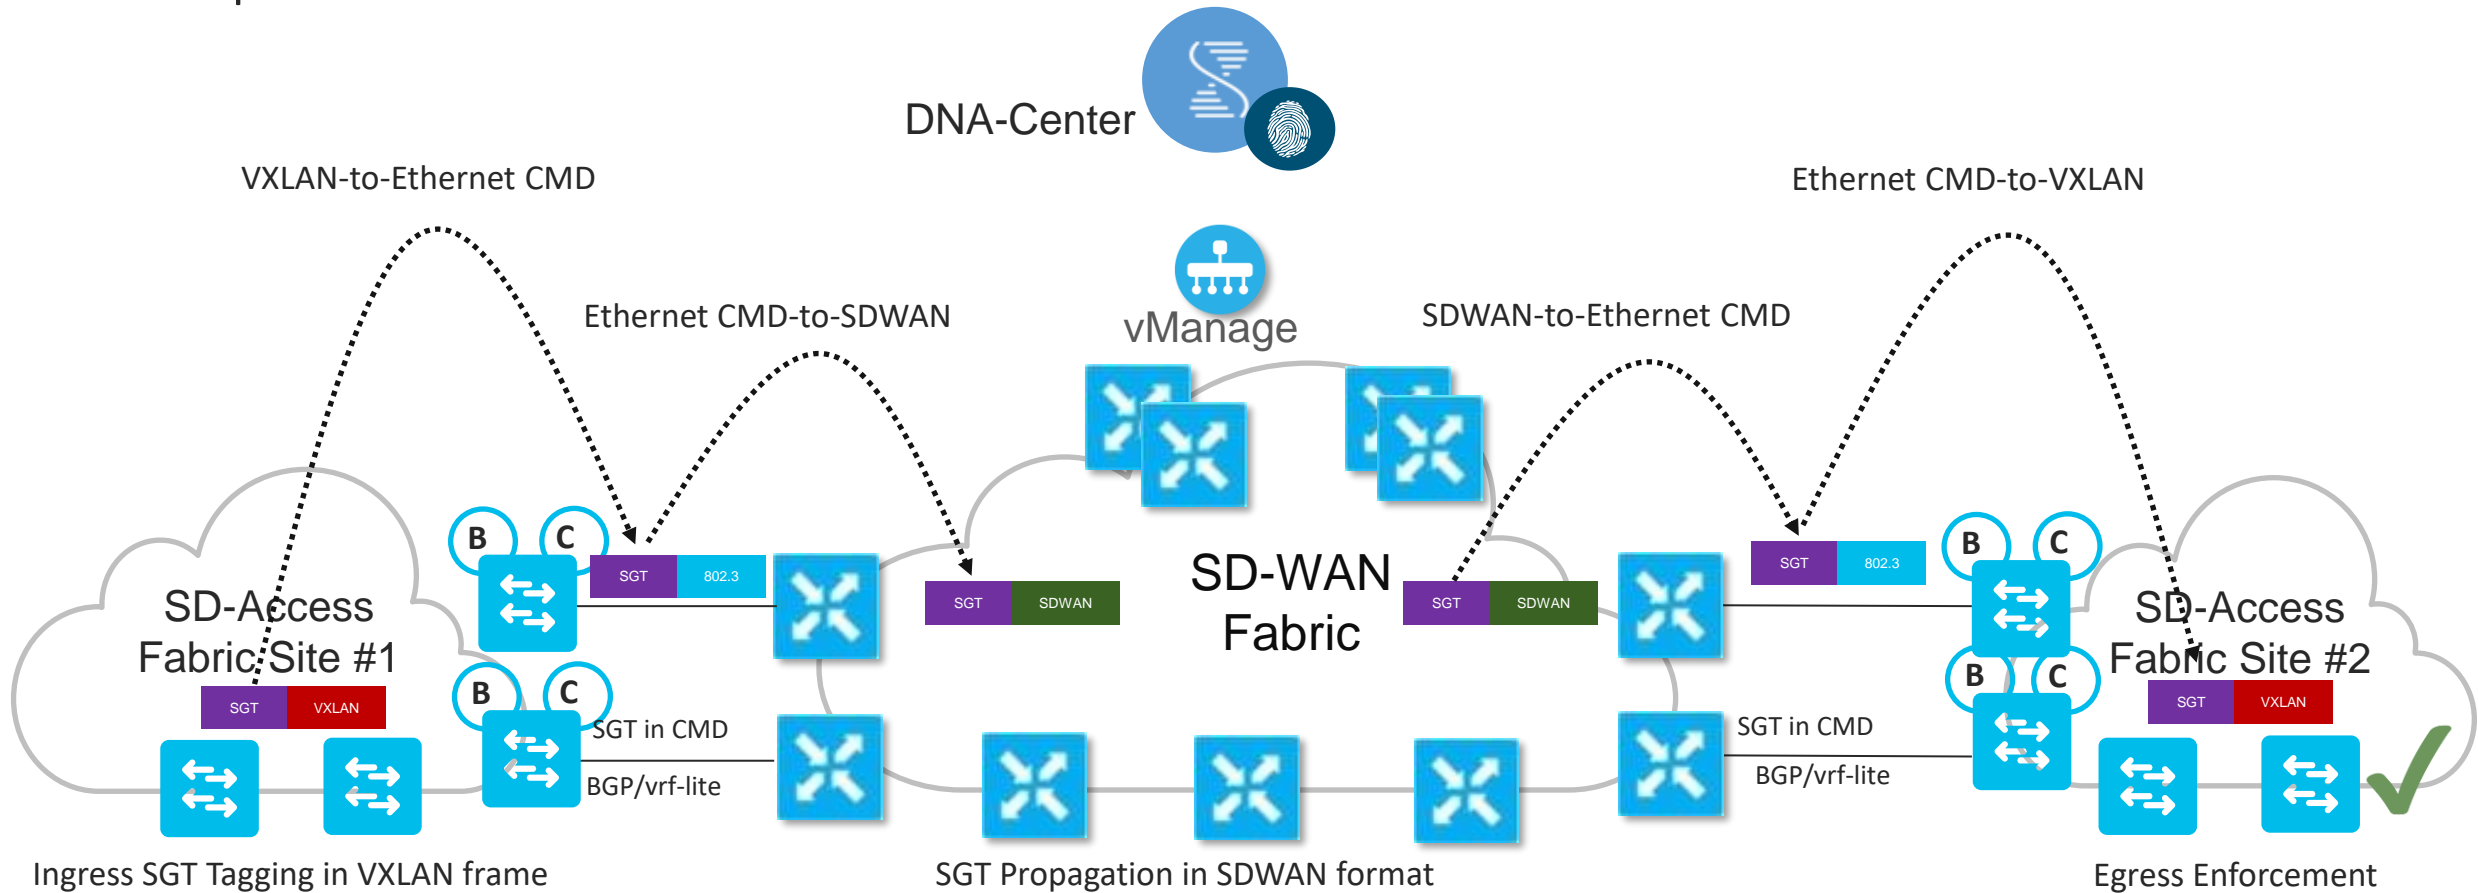 DNA-Center
VXLAN-to-Ethernet CMD
Ethernet CMD-to-VXLAN
Ethernet CMD-to-SDWAN
vManage
SDWAN-to-Ethernet CMD
B
C
SGT
802.3
SD-Access
Fabric Site #1
SGT
VXLAN
B
C
SGT in CMD
BGP/vrf-lite
SGT
SDWAN
SD-WAN
Fabric
SGT
SDWAN
SGT
802.3
B
C
SD-Access
Fabric Site #2
B
C
SGT
VXLAN
SGT in CMD
BGP/vrf-lite
Ingress SGT Tagging in VXLAN frame
SGT Propagation in SDWAN format
Egress Enforcement